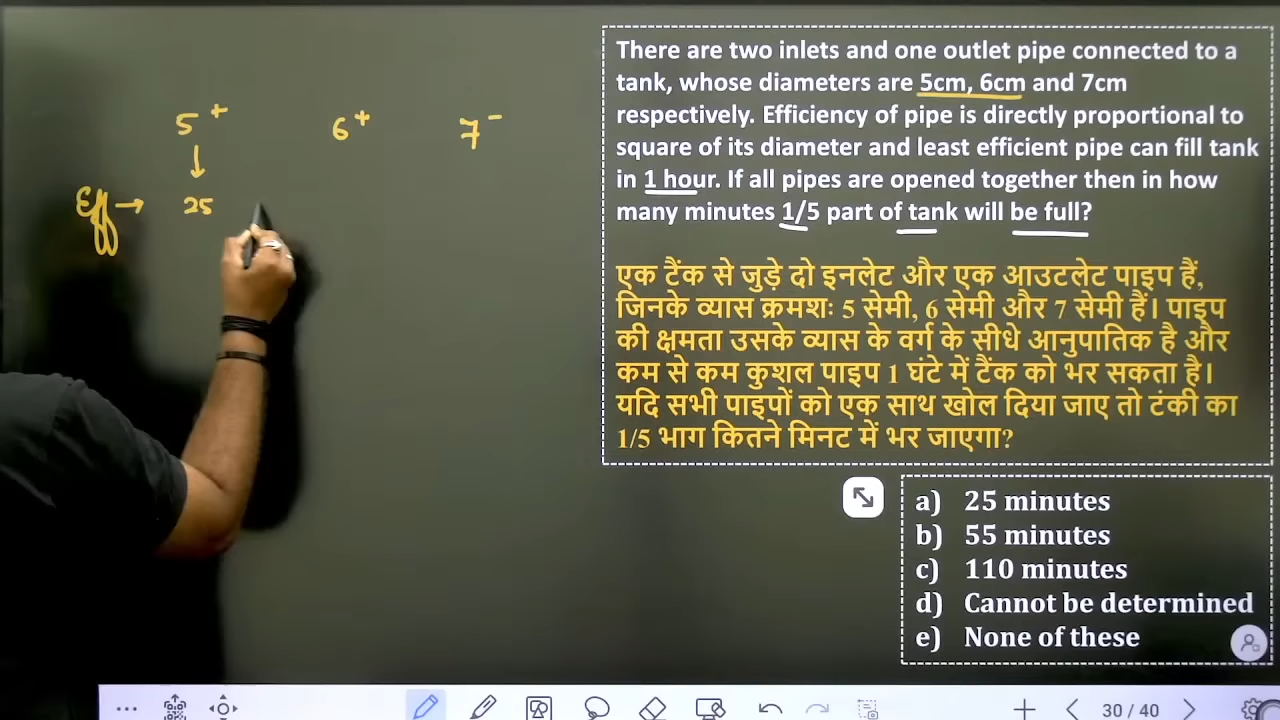 5 + 6 + 7 -
↓
Eff → 25
There are two inlets and one outlet pipe connected to a
tank, whose diameters are 5cm, 6cm and 7cm
respectively. Efficiency of pipe is directly proportional to
square of its diameter and least efficient pipe can fill tank
in 1 hour. If all pipes are opened together then in how
many minutes 1/5 part of tank will be full?
एक टैंक से जुड़े दो इनलेट और एक आउटलेट पाइप हैं,
जिनके व्यास क्रमशः 5 सेमी, 6 सेमी और 7 सेमी हैं। पाइप
की क्षमता उसके व्यास के वर्ग के सीधे आनुपातिक है और
कम से कम कुशल पाइप 1 घंटे में टैंक को भर सकता है।
यदि सभी पाइपों को एक साथ खोल दिया जाए तो टंकी का
1/5 भाग कितने मिनट में भर जाएगा?
a) 25 minutes
b) 55 minutes
c) 110 minutes
d) Cannot be determined
e) None of these
30 / 40